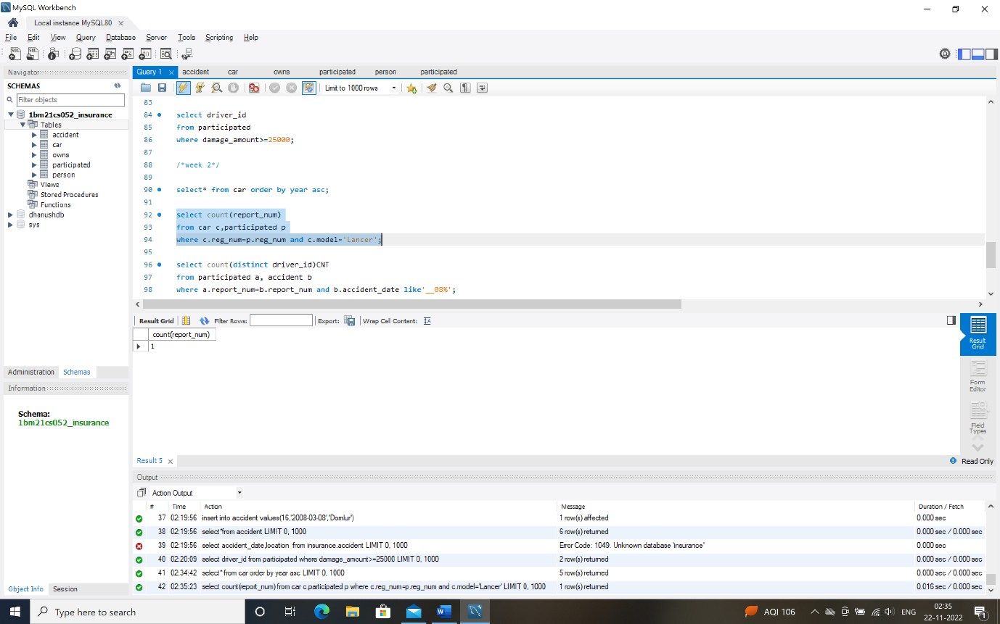 MySQL Workbench
Local instance MySQL80
File Edit View Query Database Server Tools Scripting Help
Navigator
SCHEMAS
Filter objects
1bm21cs052_insurance
Tables
accident
car
owns
participated
person
Views
Stored Procedures
Functions
dhanushdb
sys
Administration Schemas
Information
Schema:
1bm21cs052_insurance
Object Info Session
Query 1 accident car owns participated person participated
Limit to 1000 rows
83
84 select driver_id
85 from participated
86 where damage_amount>=25000;
87
88 /*week 2*/
89
90 select* from car order by year asc;
91
92 select count(report_num)
93 from car c,participated p
94 where c.reg_num=p.reg_num and c.model='Lancer';
95
96 select count(distinct driver_id)CNT
97 from participated a, accident b
98 where a.report_num=b.report_num and b.accident_date like'__08%';
Result Grid Filter Rows: Export: Wrap Cell Content:
count(report_num)
1
Result
Grid
Form
Editor
Field
Types
Result 5
Read Only
Output
Action Output
# Time Action Message Duration / Fetch
37 02:19:56 insert into accident values(16,'2008-03-08','Domlur') 1 row(s) affected 0.000 sec
38 02:19:56 select*from accident LIMIT 0, 1000 6 row(s) returned 0.000 sec / 0.000 sec
39 02:19:56 select accident_date,location from insurance.accident LIMIT 0, 1000 Error Code: 1049. Unknown database 'insurance' 0.000 sec
40 02:20:09 select driver_id from participated where damage_amount>=25000 LIMIT 0, 1000 2 row(s) returned 0.000 sec / 0.000 sec
41 02:34:42 select* from car order by year asc LIMIT 0, 1000 5 row(s) returned 0.000 sec / 0.000 sec
42 02:35:23 select count(report_num) from car c,participated p where c.reg_num=p.reg_num and c.model='Lancer' LIMIT 0, 1000 1 row(s) returned 0.016 sec / 0.000 sec
Type here to search
AQI 106
ENG
02:35
22-11-2022
1